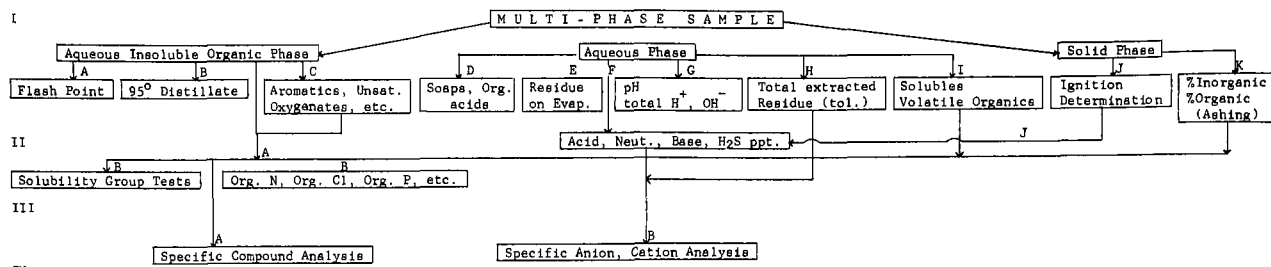 I
MULTI-PHASE SAMPLE
Aqueous Insoluble Organic Phase
Aqueous Phase
Solid Phase
A B C D E F G H I J K
Flash Point
95° Distillate
Aromatics, Unsat.
Oxygenates, etc.
Soaps, Org.
acids
Residue
on Evap.
pH
total H+, OH-
Total extracted
Residue (tol.)
Solubles
Volatile Organics
Ignition
Determination
%Inorganic
%Organic
(Ashing)
II
Acid, Neut., Base, H2S ppt.
J
A
B B
Solubility Group Tests
Org. N, Org. Cl, Org. P, etc.
III
A B
Specific Compound Analysis
Specific Anion, Cation Analysis